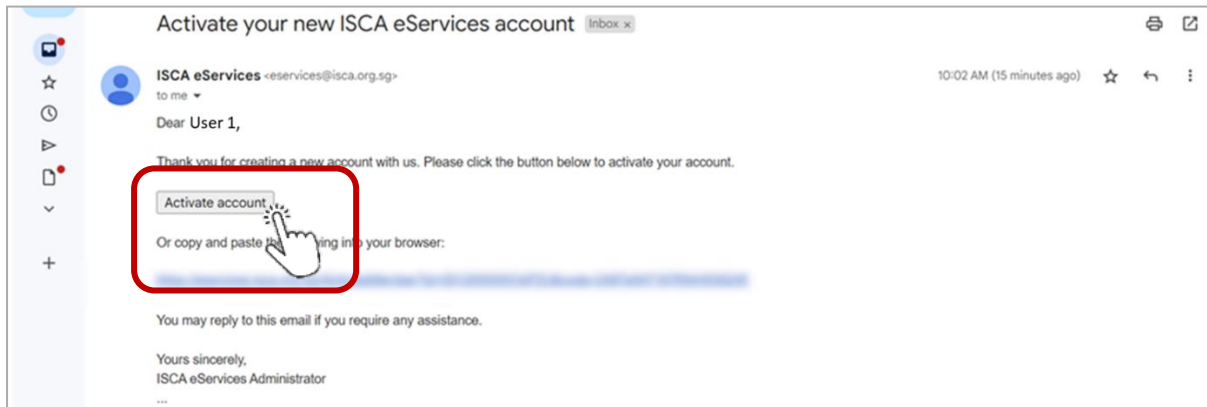 Activate your new ISCA eServices account Inbox x
ISCA eServices <eservices@isca.org.sg> 10:02 AM (15 minutes ago)
to me
Dear User 1,
Thank you for creating a new account with us. Please click the button below to activate your account.
Activate account
Or copy and paste into your browser:
You may reply to this email if you require any assistance.
Yours sincerely,
ISCA eServices Administrator
...